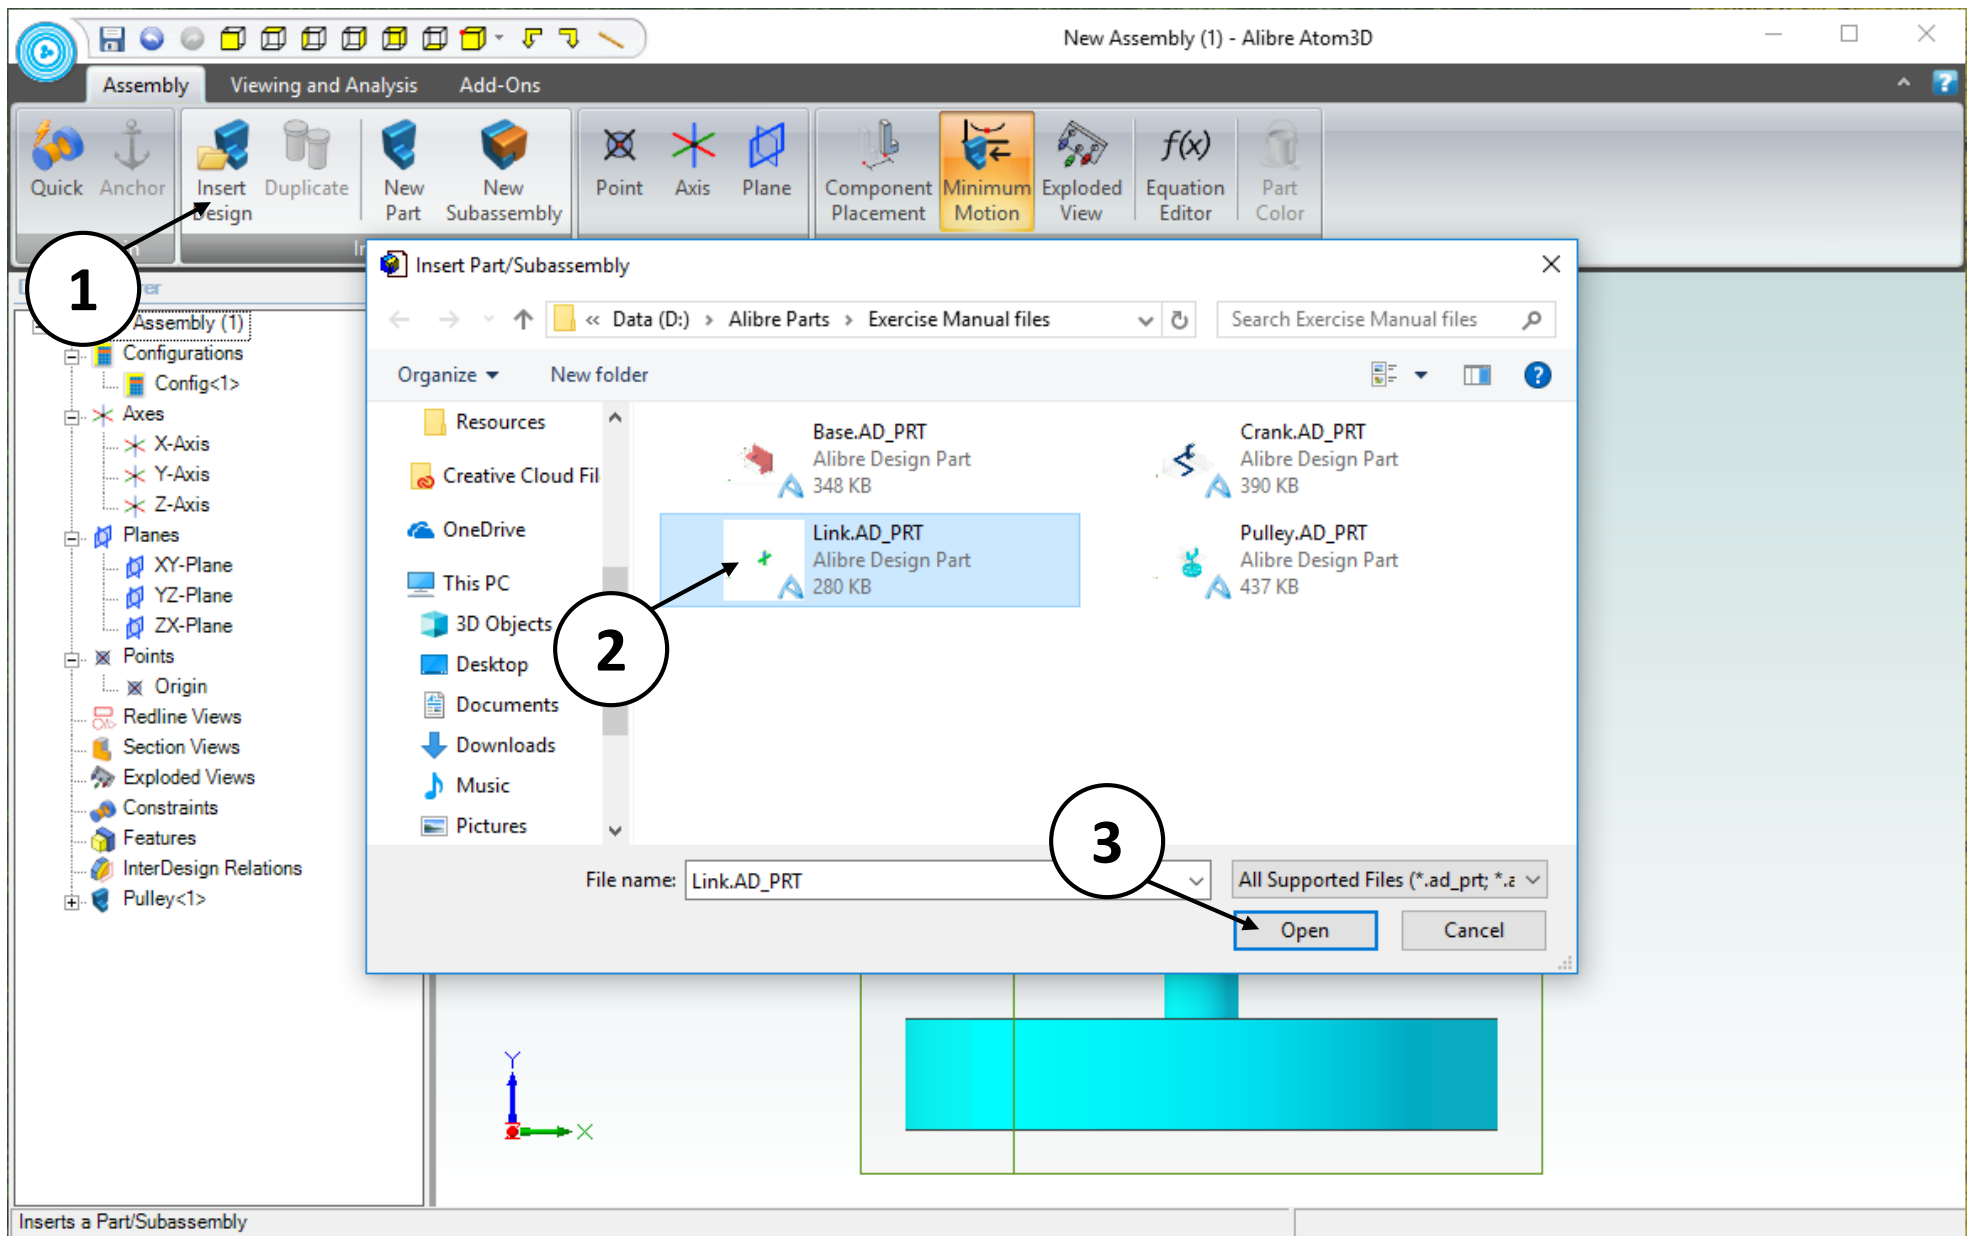 New Assembly (1) - Alibre Atom3D
Assembly
Viewing and Analysis
Add-Ons
?
Quick
Anchor
Insert
Design
Duplicate
New
Part
New
Subassembly
Point
Axis
Plane
Component
Placement
Minimum
Motion
Exploded
View
f(x)
Equation
Editor
Part
Color
1
Assembly (1)
Configurations
Config<1>
Axes
X-Axis
Y-Axis
Z-Axis
Planes
XY-Plane
YZ-Plane
ZX-Plane
Points
Origin
Redline Views
Section Views
Exploded Views
Constraints
Features
InterDesign Relations
Pulley<1>
Insert Part/Subassembly
« Data (D:) > Alibre Parts > Exercise Manual files
Search Exercise Manual files
Organize
New folder
?
Resources
Creative Cloud Fil
OneDrive
This PC
3D Objects
Desktop
Documents
Downloads
Music
Pictures
Base.AD_PRT
Alibre Design Part
348 KB
Crank.AD_PRT
Alibre Design Part
390 KB
Link.AD_PRT
Alibre Design Part
280 KB
Pulley.AD_PRT
Alibre Design Part
437 KB
2
3
File name:
Link.AD_PRT
All Supported Files (*.ad_prt; *.a
Open
Cancel
Y
X
Inserts a Part/Subassembly